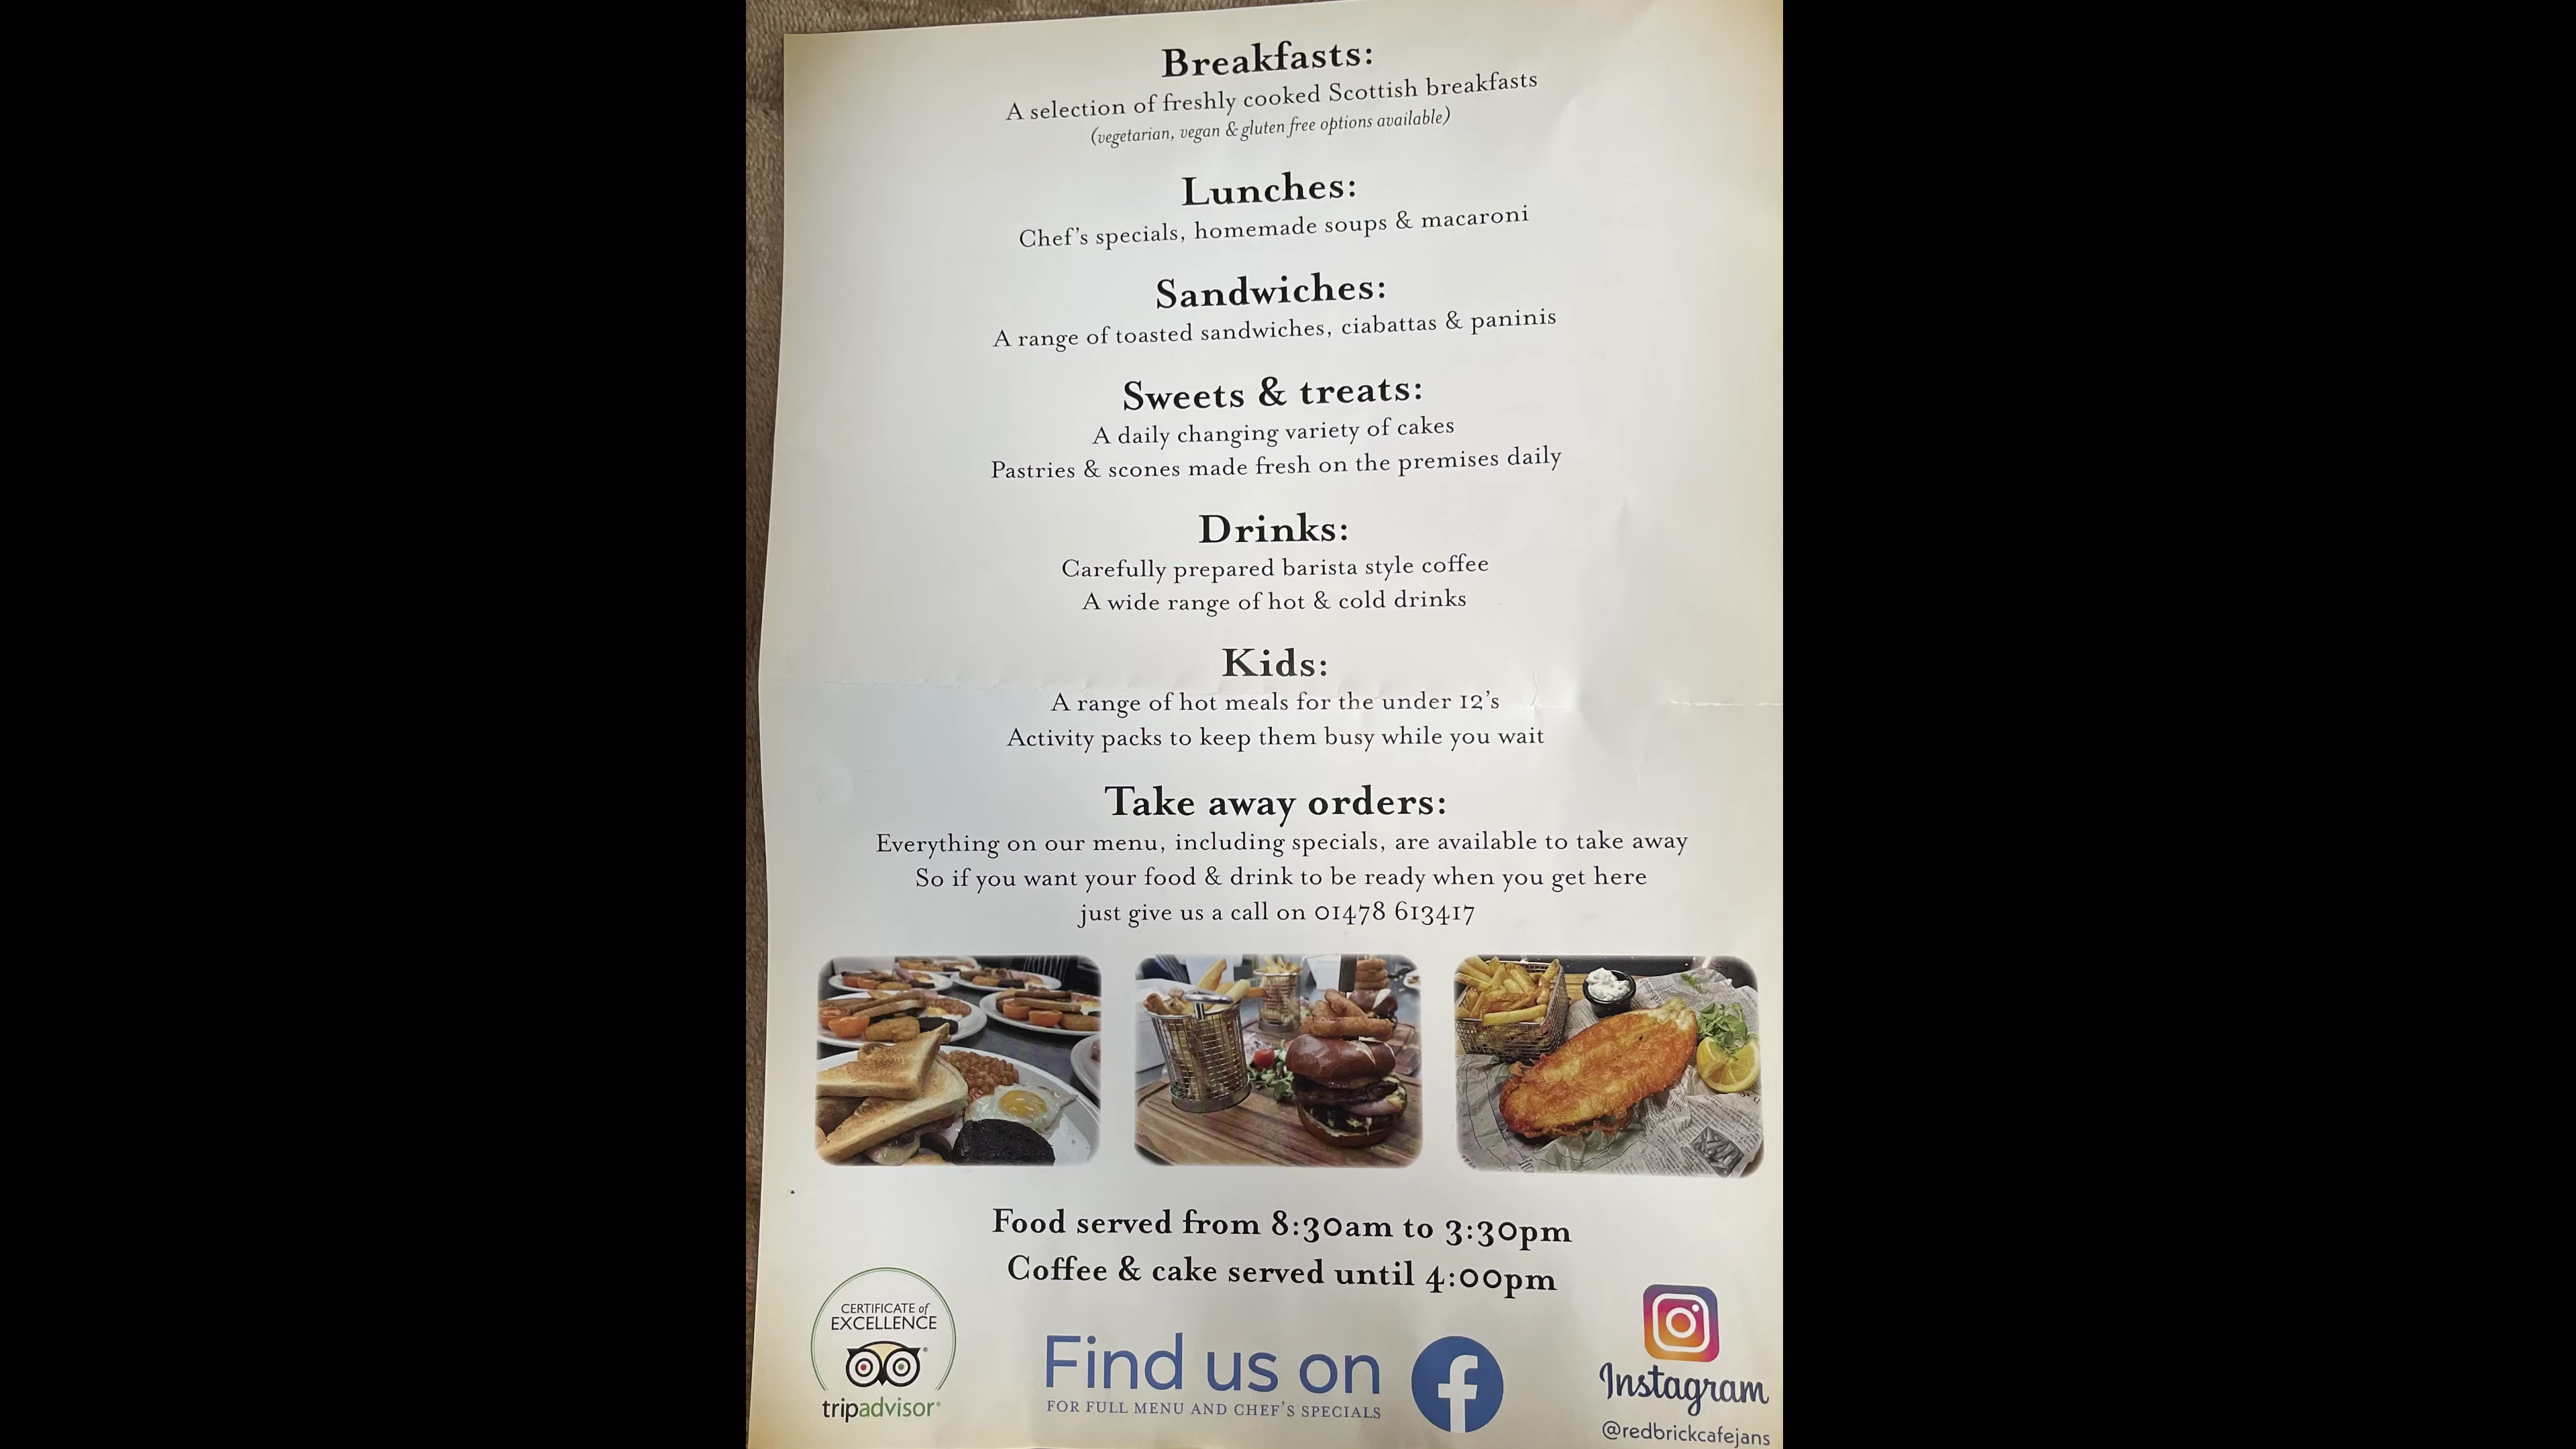 Breakfasts:
A selection of freshly cooked Scottish breakfasts
(vegetarian, vegan & gluten free options available)
Lunches:
Chef's specials, homemade soups & macaroni
Sandwiches:
A range of toasted sandwiches, ciabattas & paninis
Sweets & treats:
A daily changing variety of cakes
Pastries & scones made fresh on the premises daily
Drinks:
Carefully prepared barista style coffee
A wide range of hot & cold drinks
Kids:
A range of hot meals for the under 12's
Activity packs to keep them busy while you wait
Take away orders:
Everything on our menu, including specials, are available to take away
So if you want your food & drink to be ready when you get here
just give us a call on 01478 613417
Food served from 8:30am to 3:30pm
Coffee & cake served until 4:00pm
CERTIFICATE of
EXCELLENCE
tripadvisor®
Find us on
FOR FULL MENU AND CHEF'S SPECIALS
Instagram
@redbrickcafejans